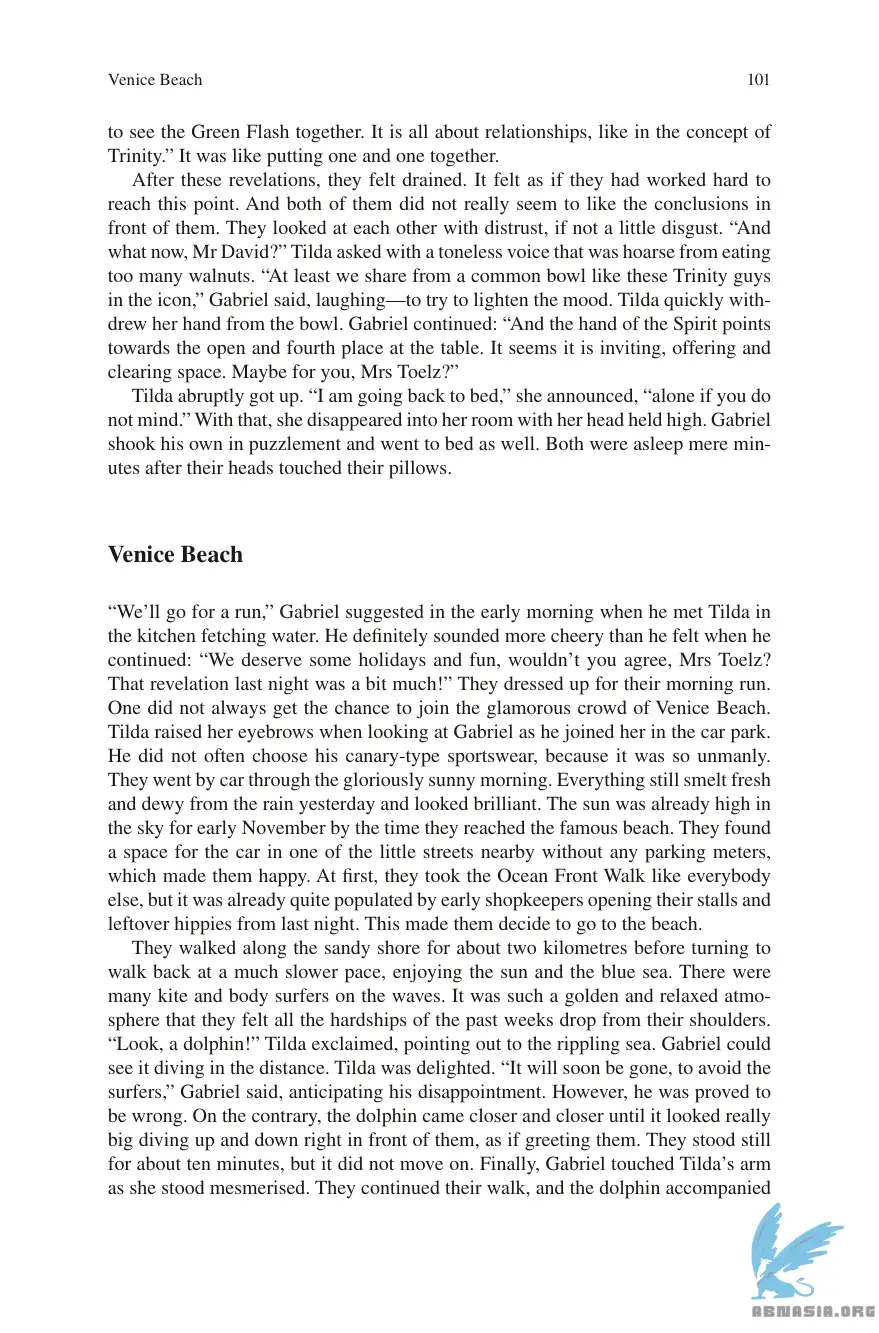 Venice Beach 101
to see the Green Flash together. It is all about relationships, like in the concept of
Trinity.” It was like putting one and one together.
After these revelations, they felt drained. It felt as if they had worked hard to
reach this point. And both of them did not really seem to like the conclusions in
front of them. They looked at each other with distrust, if not a little disgust. “And
what now, Mr David?” Tilda asked with a toneless voice that was hoarse from eating
too many walnuts. “At least we share from a common bowl like these Trinity guys
in the icon,” Gabriel said, laughing—to try to lighten the mood. Tilda quickly with-
drew her hand from the bowl. Gabriel continued: “And the hand of the Spirit points
towards the open and fourth place at the table. It seems it is inviting, offering and
clearing space. Maybe for you, Mrs Toelz?”
Tilda abruptly got up. “I am going back to bed,” she announced, “alone if you do
not mind.” With that, she disappeared into her room with her head held high. Gabriel
shook his own in puzzlement and went to bed as well. Both were asleep mere min-
utes after their heads touched their pillows.
Venice Beach
“We’ll go for a run,” Gabriel suggested in the early morning when he met Tilda in
the kitchen fetching water. He definitely sounded more cheery than he felt when he
continued: “We deserve some holidays and fun, wouldn’t you agree, Mrs Toelz?
That revelation last night was a bit much!” They dressed up for their morning run.
One did not always get the chance to join the glamorous crowd of Venice Beach.
Tilda raised her eyebrows when looking at Gabriel as he joined her in the car park.
He did not often choose his canary-type sportswear, because it was so unmanly.
They went by car through the gloriously sunny morning. Everything still smelt fresh
and dewy from the rain yesterday and looked brilliant. The sun was already high in
the sky for early November by the time they reached the famous beach. They found
a space for the car in one of the little streets nearby without any parking meters,
which made them happy. At first, they took the Ocean Front Walk like everybody
else, but it was already quite populated by early shopkeepers opening their stalls and
leftover hippies from last night. This made them decide to go to the beach.
They walked along the sandy shore for about two kilometres before turning to
walk back at a much slower pace, enjoying the sun and the blue sea. There were
many kite and body surfers on the waves. It was such a golden and relaxed atmo-
sphere that they felt all the hardships of the past weeks drop from their shoulders.
“Look, a dolphin!” Tilda exclaimed, pointing out to the rippling sea. Gabriel could
see it diving in the distance. Tilda was delighted. “It will soon be gone, to avoid the
surfers,” Gabriel said, anticipating his disappointment. However, he was proved to
be wrong. On the contrary, the dolphin came closer and closer until it looked really
big diving up and down right in front of them, as if greeting them. They stood still
for about ten minutes, but it did not move on. Finally, Gabriel touched Tilda’s arm
as she stood mesmerised. They continued their walk, and the dolphin accompanied
ABNASIA.ORG